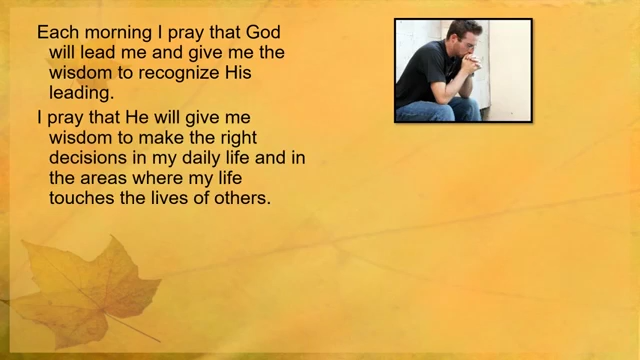 Each morning I pray that God
will lead me and give me the
wisdom to recognize His
leading.
I pray that He will give me
wisdom to make the right
decisions in my daily life and in
the areas where my life
touches the lives of others.